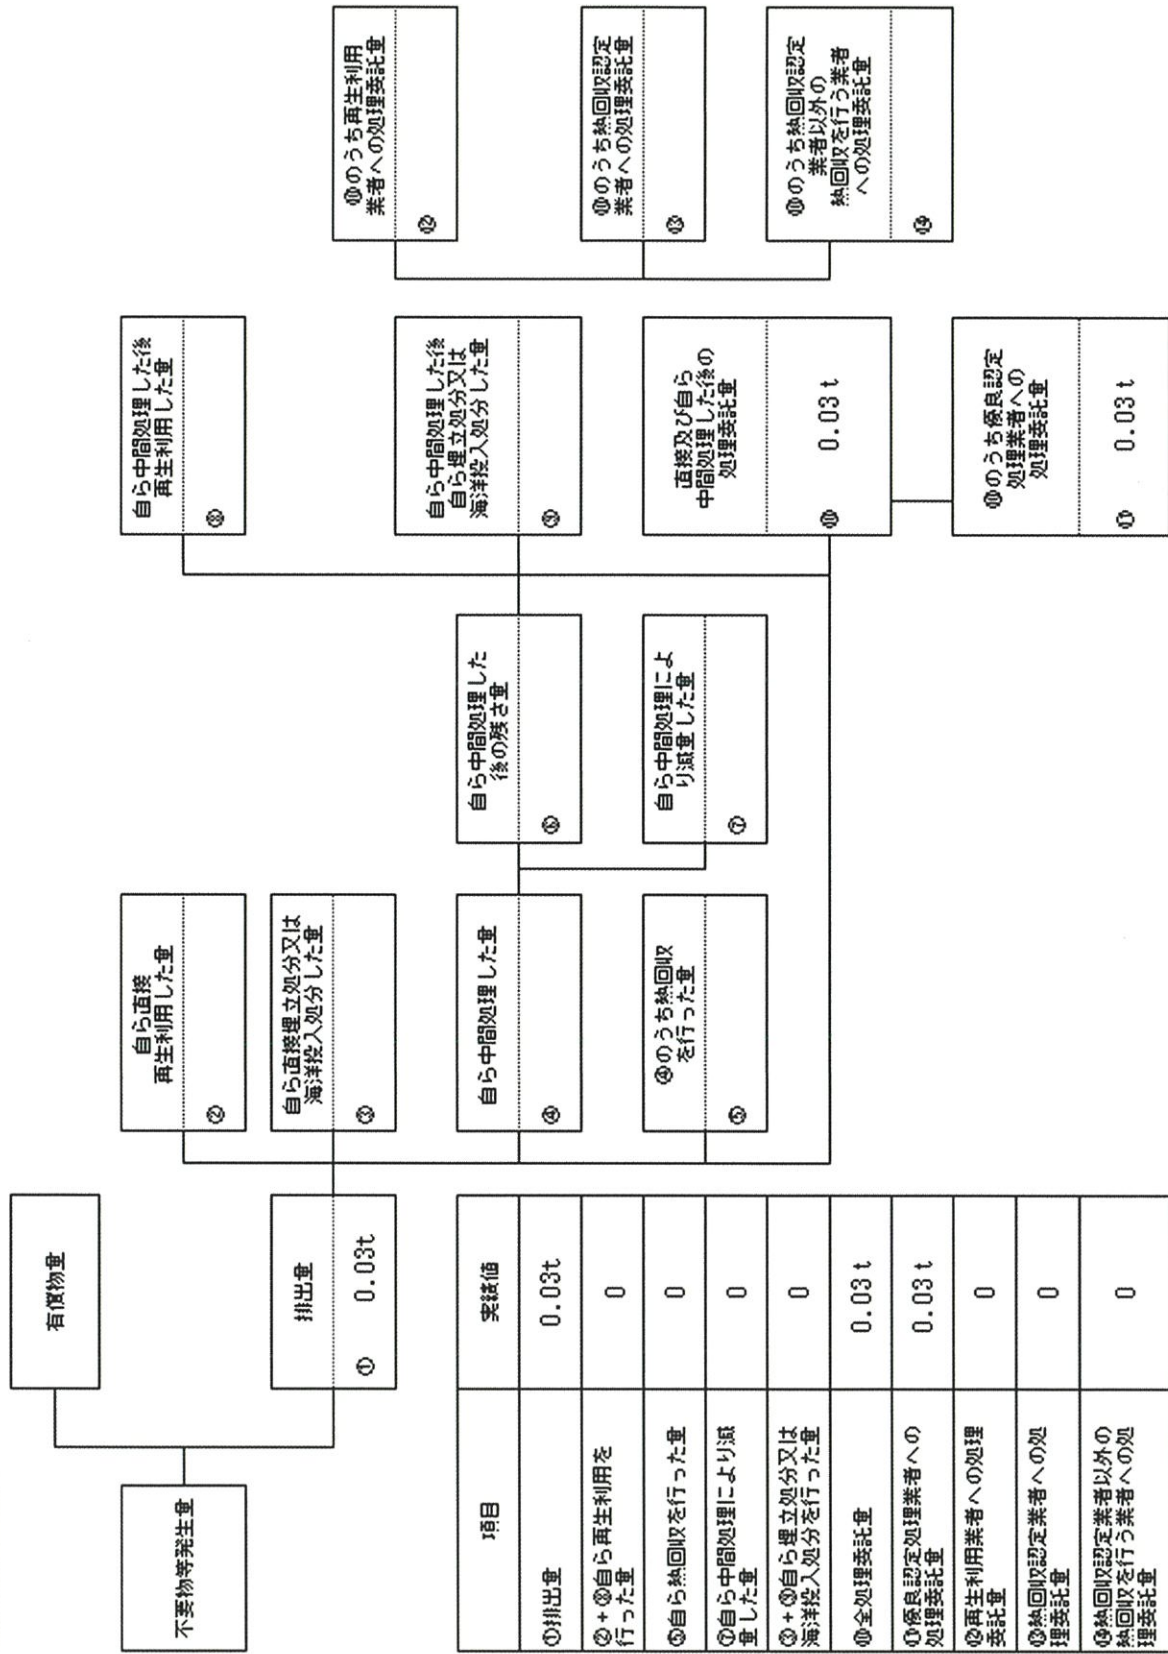 不要物等発生量
有償物量
排出量
① 0.03t
自ら直接
再生利用した量
②
自ら直接埋立処分又は
海洋投入処分した量
③
自ら中間処理した量
④
④のうち熱回収
を行った量
⑤
自ら中間処理した
後の残さ量
⑥
自ら中間処理によ
り減量した量
⑦
自ら中間処理した後
再生利用した量
⑧
自ら中間処理した後
自ら埋立処分又は
海洋投入処分した量
⑨
直接及び自ら
中間処理した後の
処理委託量
⑩ 0.03t
⑩のうち優良認定
処理業者への
処理委託量
⑪ 0.03t
⑩のうち再生利用
業者への処理委託量
⑫
⑩のうち熱回収認定
業者への処理委託量
⑬
⑩のうち熱回収認定
業者以外の
熱回収を行う業者
への処理委託量
⑭
項目 実績値
①排出量 0.03t
②+⑧自ら再生利用を
行った量 0
⑤自ら熱回収を行った量 0
⑦自ら中間処理により減
量した量 0
③+⑨自ら埋立処分又は
海洋投入処分を行った量 0
⑩全処理委託量 0.03t
⑪優良認定処理業者への
処理委託量 0.03t
⑫再生利用業者への処理
委託量 0
⑬熱回収認定業者への処
理委託量 0
⑭熱回収認定業者以外の
熱回収を行う業者への処
理委託量 0